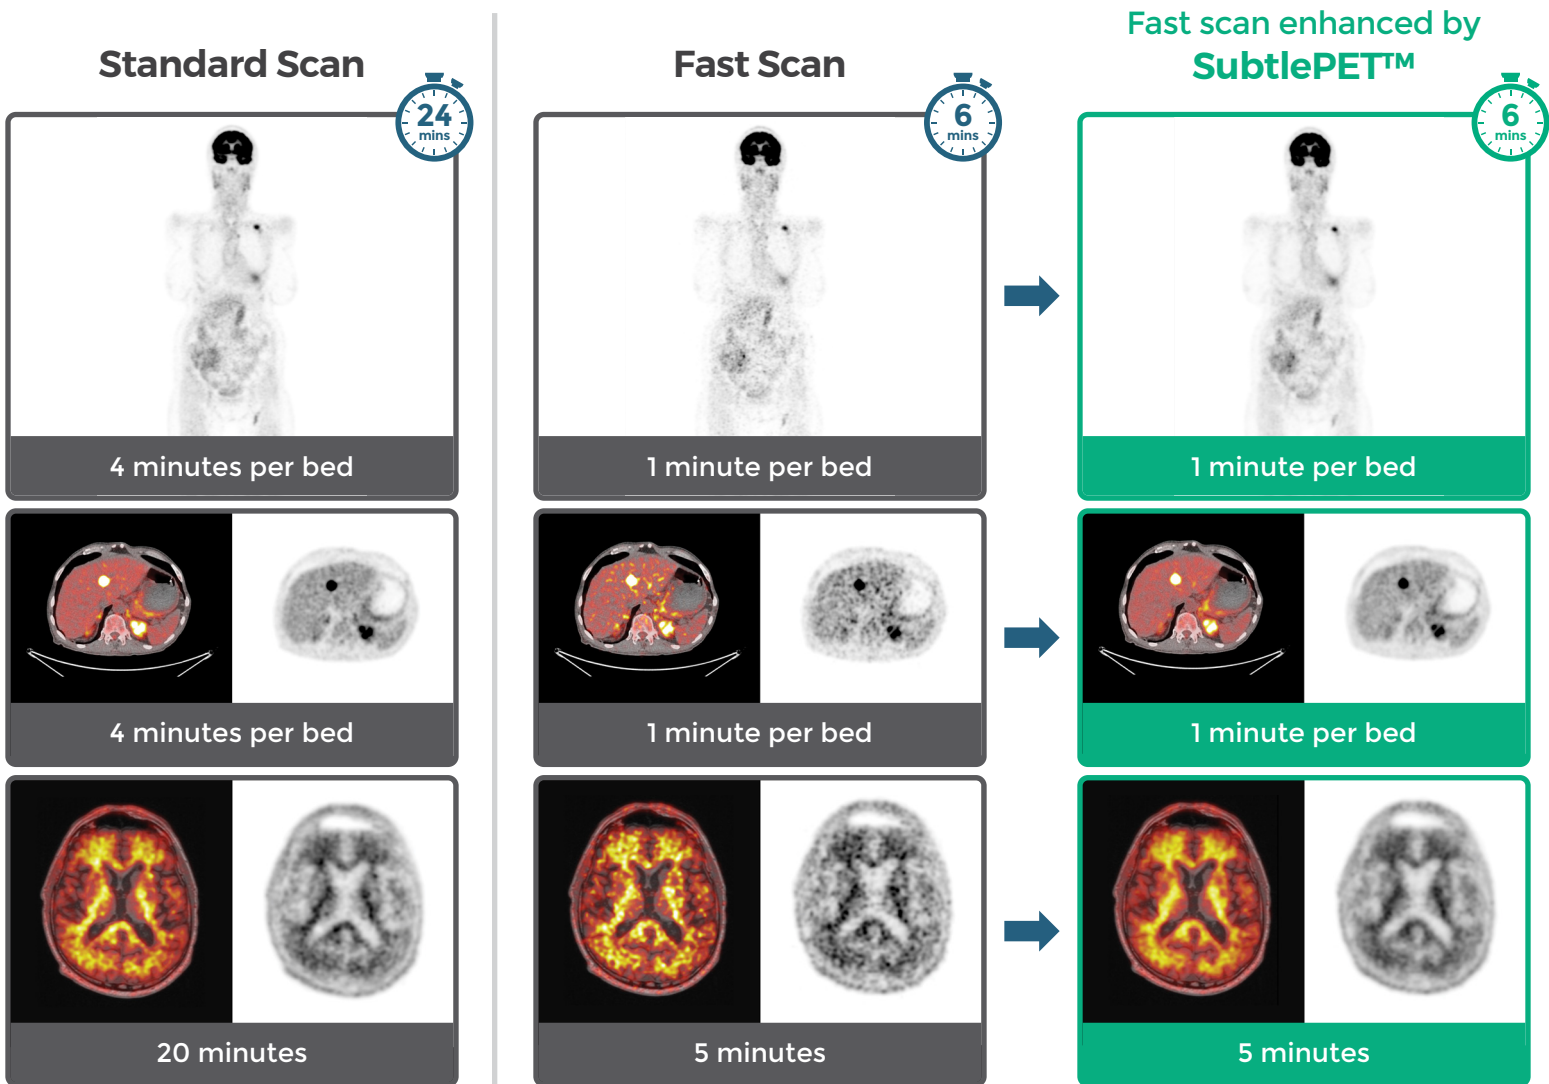 Standard Scan
24
mins
Fast Scan
6
mins
Fast scan enhanced by
SubtlePET™
6
mins
4 minutes per bed
1 minute per bed
1 minute per bed
4 minutes per bed
1 minute per bed
1 minute per bed
20 minutes
5 minutes
5 minutes